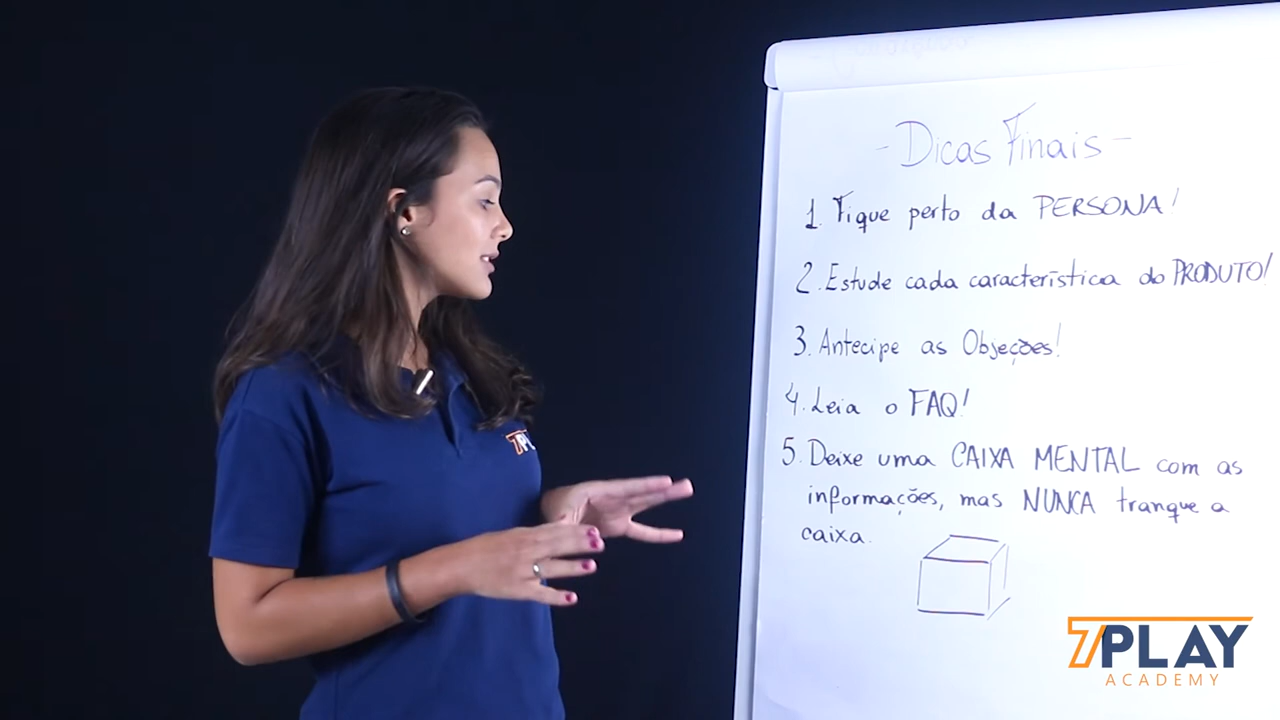 - Dicas Finais -
1. Fique perto da PERSONA!
2. Estude cada característica do PRODUTO!
3. Antecipe as Objeções!
4. Leia o FAQ!
5. Deixe uma CAIXA MENTAL com as
informações, mas NUNCA tranque a
caixa.
7PLAY
ACADEMY